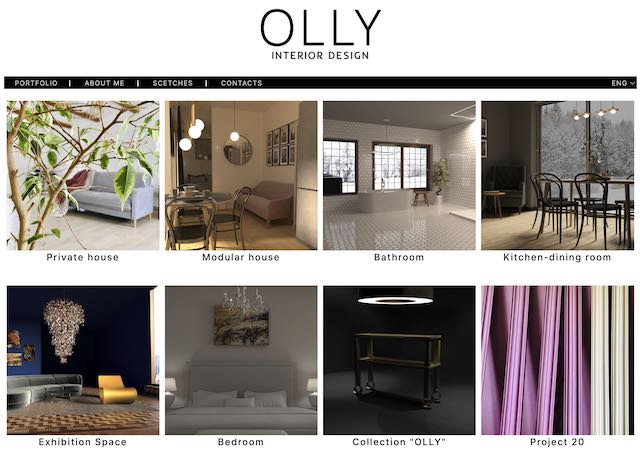 OLLY
INTERIOR DESIGN
PORTFOLIO | ABOUT ME | SCETCHES | CONTACTS ENG
Private house Modular house Bathroom Kitchen-dining room
Exhibition Space Bedroom Collection "OLLY" Project 20